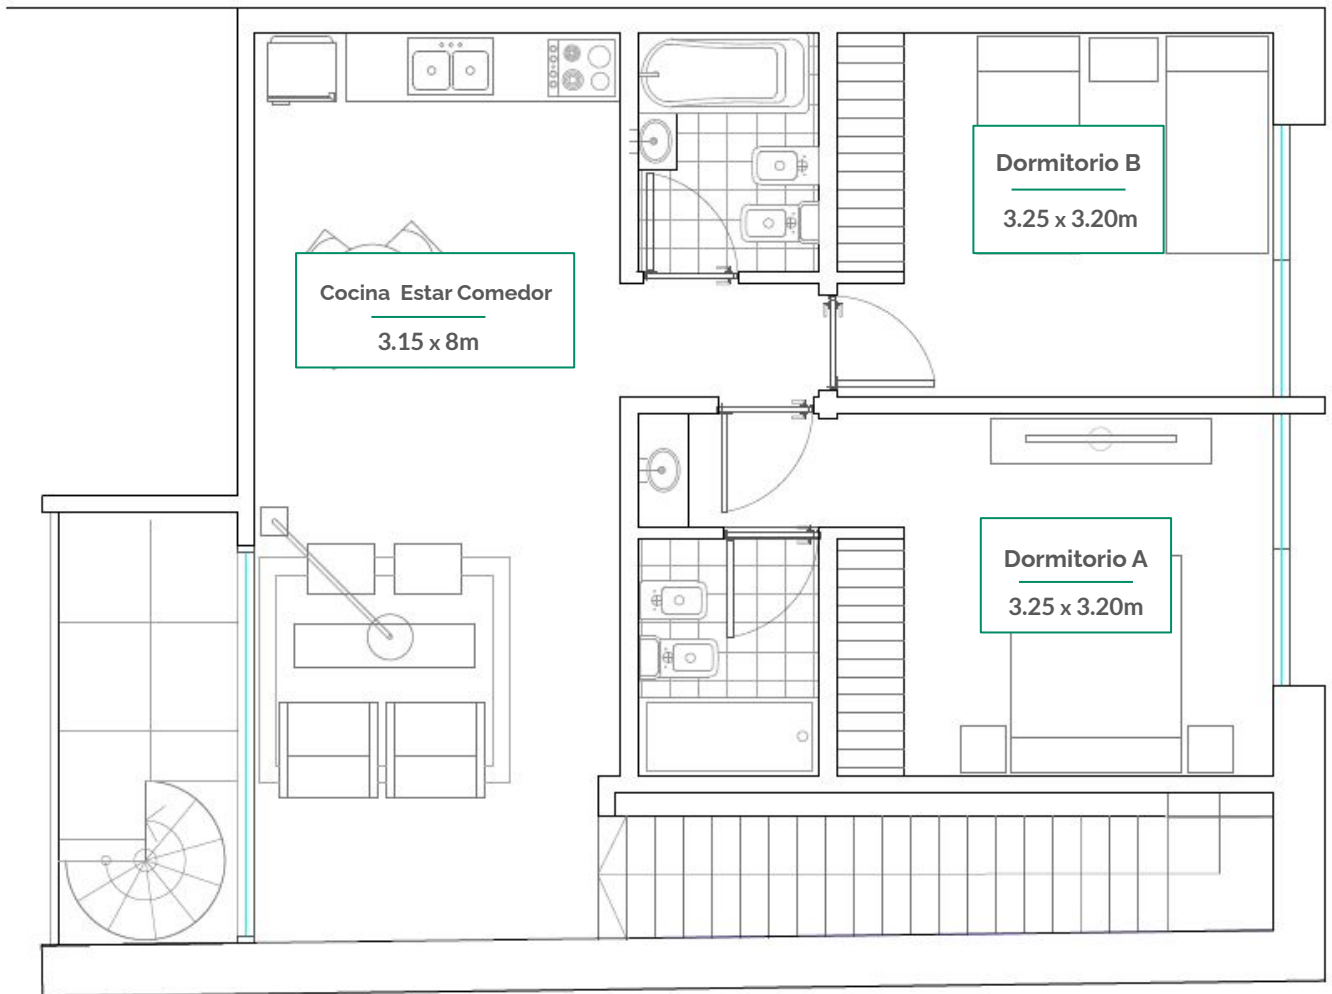 Dormitorio B
3.25 x 3.20m
Cocina Estar Comedor
3.15 x 8m
Dormitorio A
3.25 x 3.20m